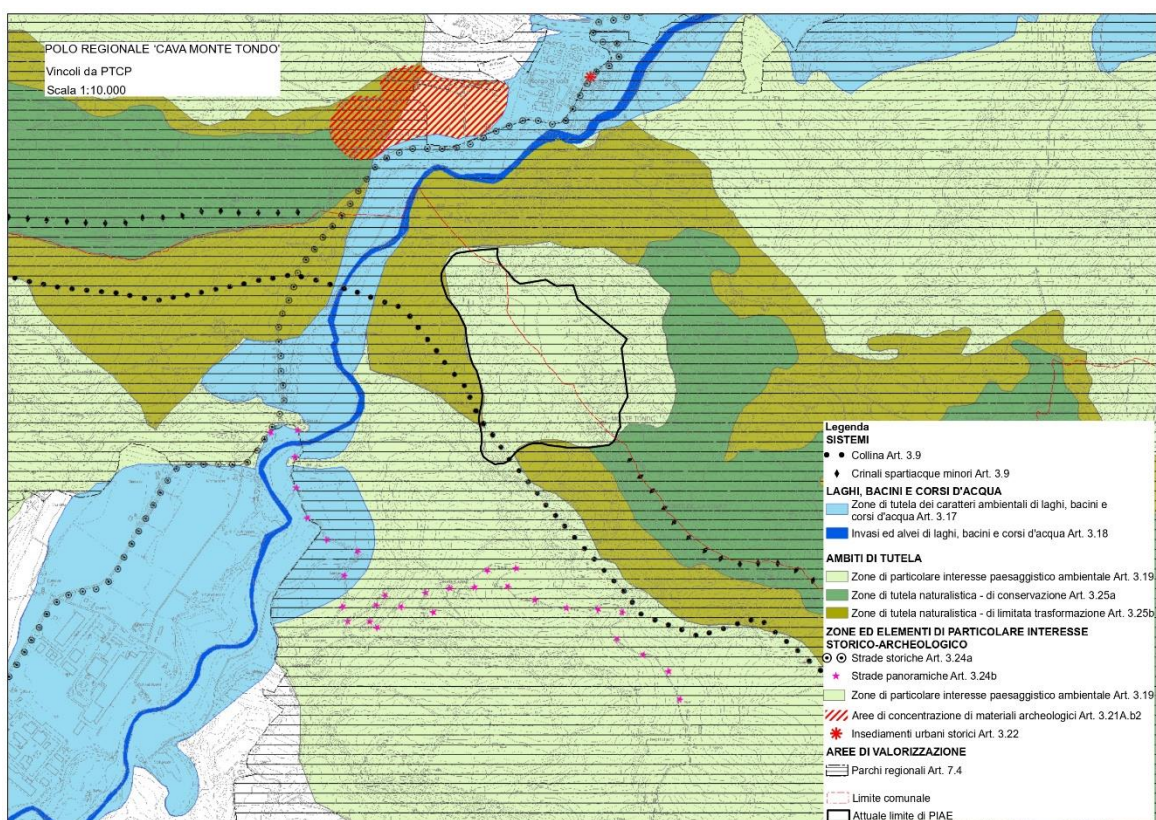 POLO REGIONALE 'CAVA MONTE TONDO'
Vincoli da PTCP
Scala 1:10.000
MONTE TONDO
Legenda
SISTEMI
Collina Art. 3.9
Crinali spartiacque minori Art. 3.9
LAGHI, BACINI E CORSI D'ACQUA
Zone di tutela dei caratteri ambientali di laghi, bacini e
corsi d'acqua Art. 3.17
Invasi ed alvei di laghi, bacini e corsi d'acqua Art. 3.18
AMBITI DI TUTELA
Zone di particolare interesse paesaggistico ambientale Art. 3.19
Zone di tutela naturalistica - di conservazione Art. 3.25a
Zone di tutela naturalistica - di limitata trasformazione Art. 3.25b
ZONE ED ELEMENTI DI PARTICOLARE INTERESSE
STORICO-ARCHEOLOGICO
Strade storiche Art. 3.24a
Strade panoramiche Art. 3.24b
Zone di particolare interesse paesaggistico ambientale Art. 3.19
Aree di concentrazione di materiali archeologici Art. 3.21A.b2
Insediamenti urbani storici Art. 3.22
AREE DI VALORIZZAZIONE
Parchi regionali Art. 7.4
Limite comunale
Attuale limite di PIAE